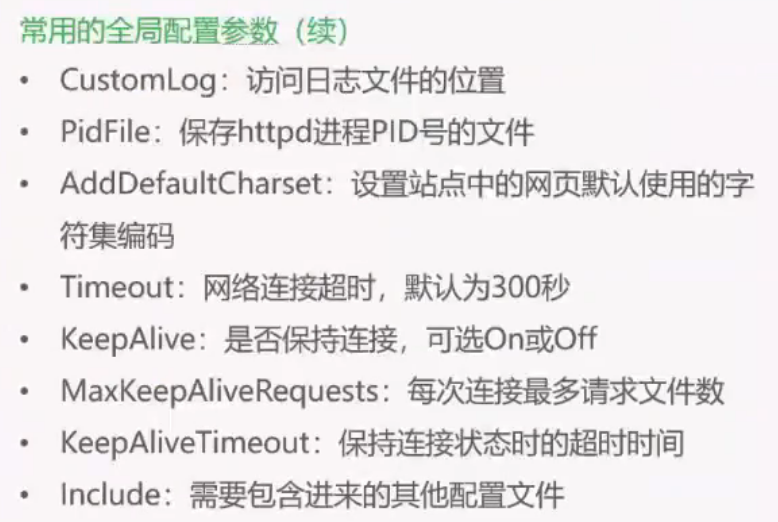 常用的全局配置参数（续）
• CustomLog：访问日志文件的位置
• PidFile：保存httpd进程PID号的文件
• AddDefaultCharset：设置站点中的网页默认使用的字
符集编码
• Timeout：网络连接超时，默认为300秒
• KeepAlive：是否保持连接，可选On或Off
• MaxKeepAliveRequests：每次连接最多请求文件数
• KeepAliveTimeout：保持连接状态时的超时时间
• Include：需要包含进来的其他配置文件